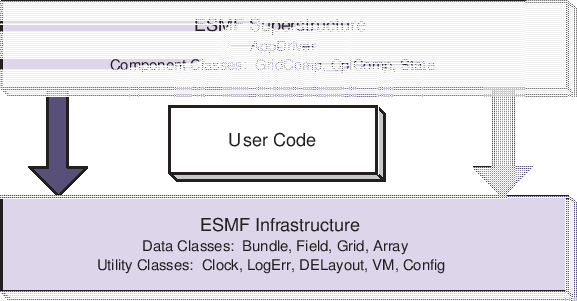 ESMF Superstructure
AppDriver
Component Classes: GridComp, CplComp, State
User Code
ESMF Infrastructure
Data Classes: Bundle, Field, Grid, Array
Utility Classes: Clock, LogErr, DELayout, VM, Config